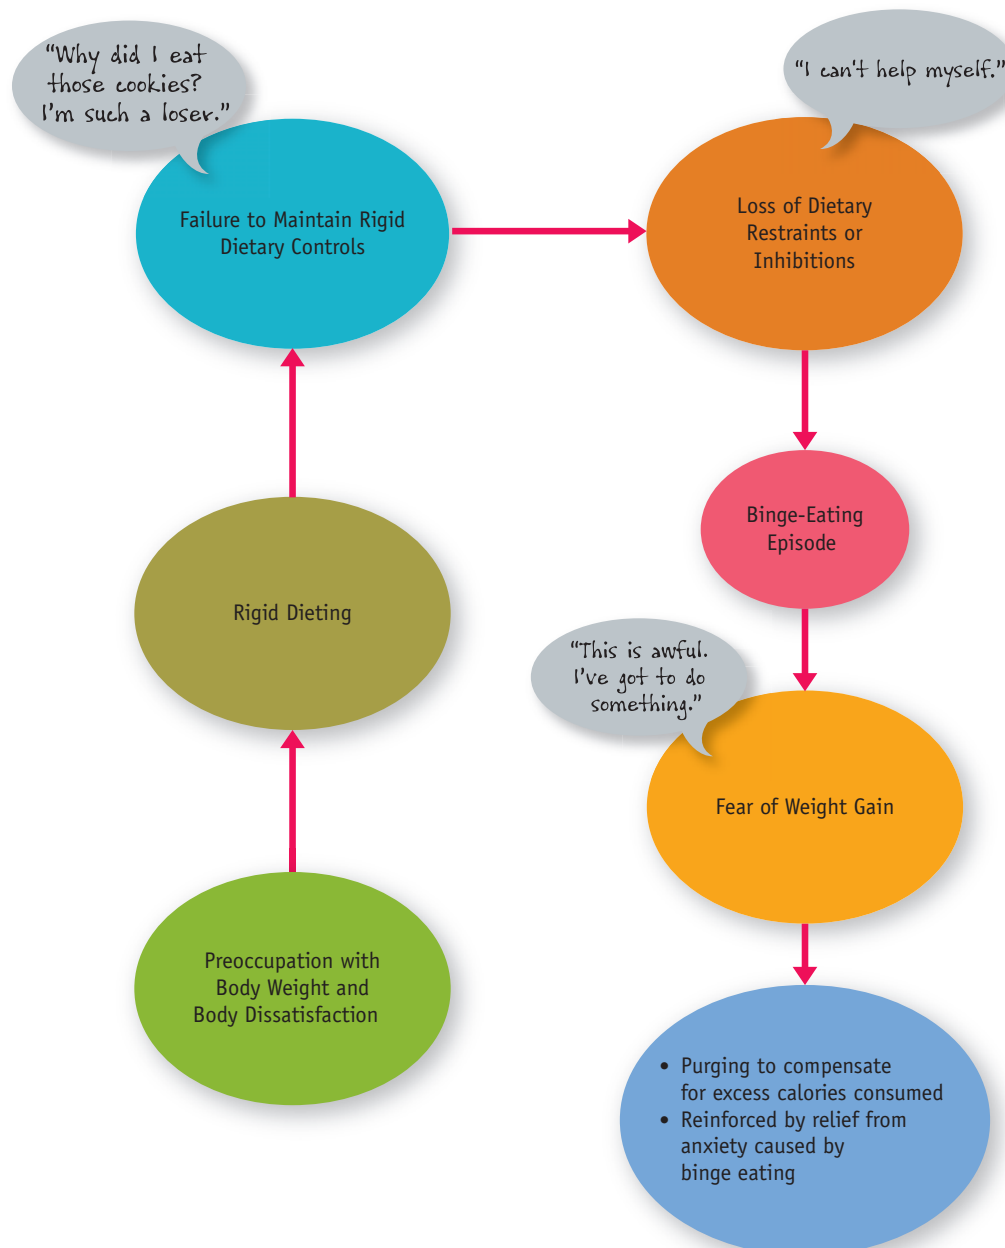 "Why did I eat
those cookies?
I'm such a loser."
"I can't help myself."
Failure to Maintain Rigid
Dietary Controls
Loss of Dietary
Restraints or
Inhibitions
Binge-Eating
Episode
Rigid Dieting
"This is awful.
I've got to do
something."
Fear of Weight Gain
Preoccupation with
Body Weight and
Body Dissatisfaction
• Purging to compensate
for excess calories consumed
• Reinforced by relief from
anxiety caused by
binge eating